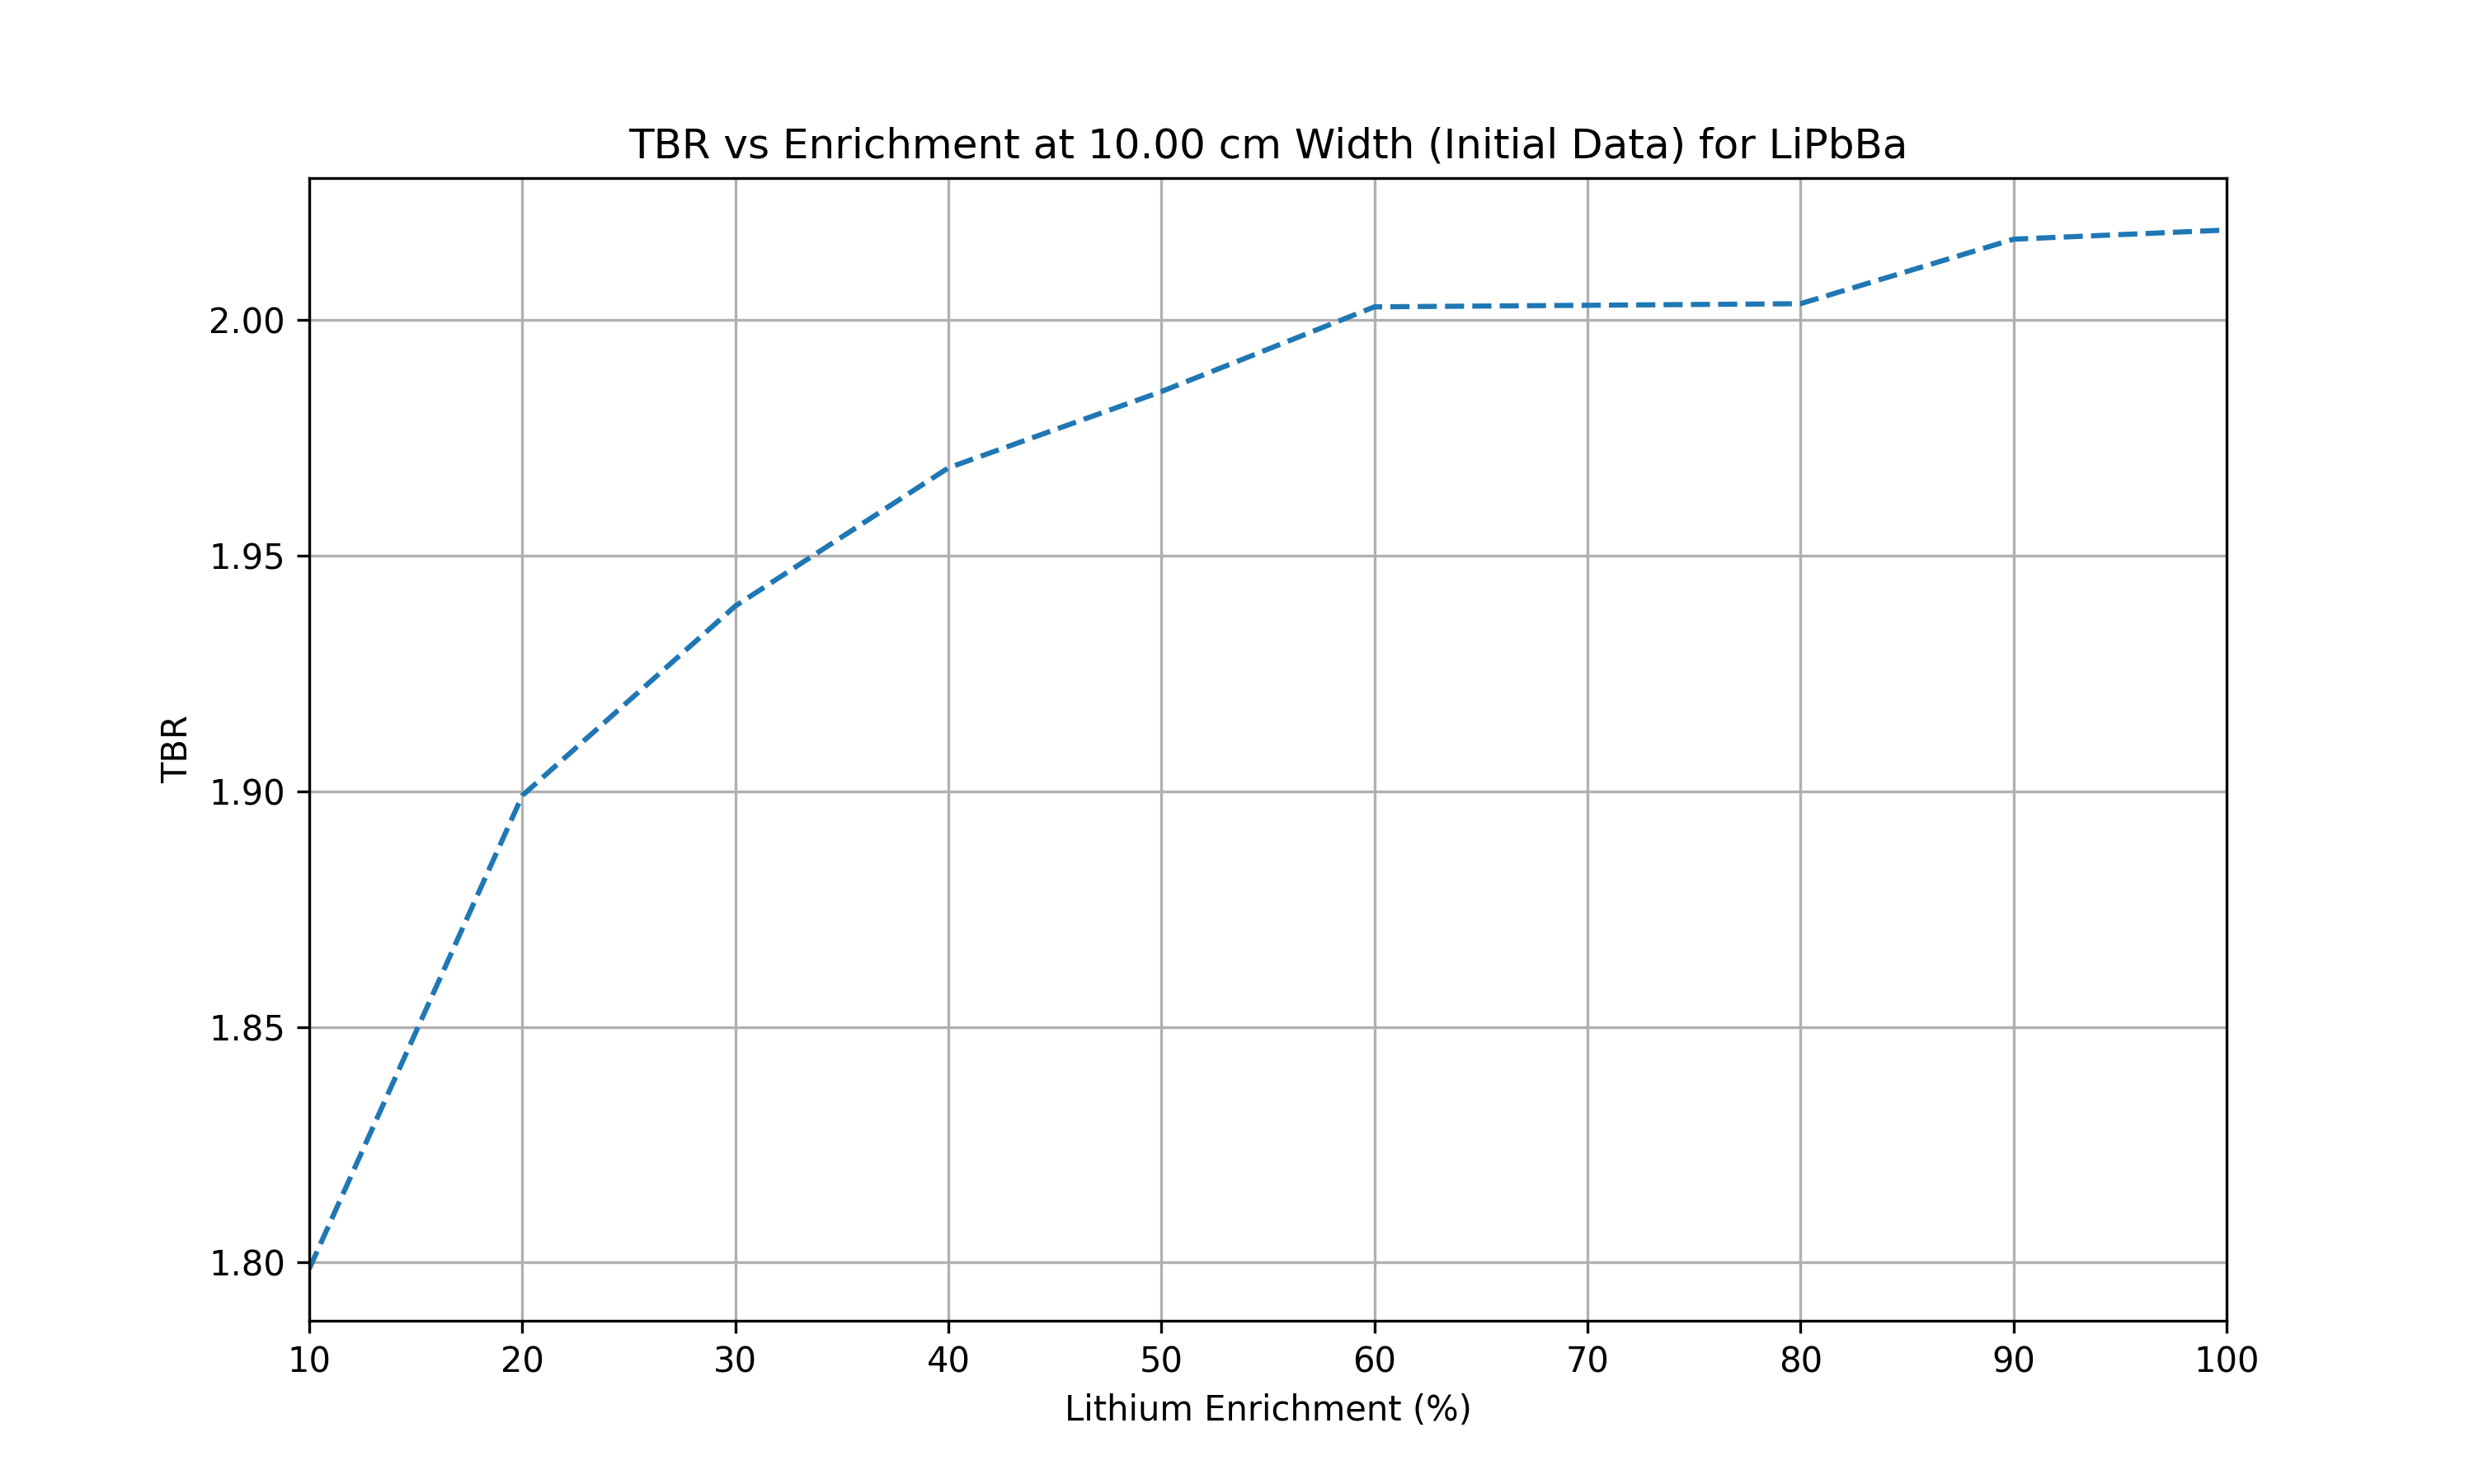 TBR vs Enrichment at 10.00 cm Width (Initial Data) for LiPbBa
TBR
2.00
1.95
1.90
1.85
1.80
10 20 30 40 50 60 70 80 90 100
Lithium Enrichment (%)